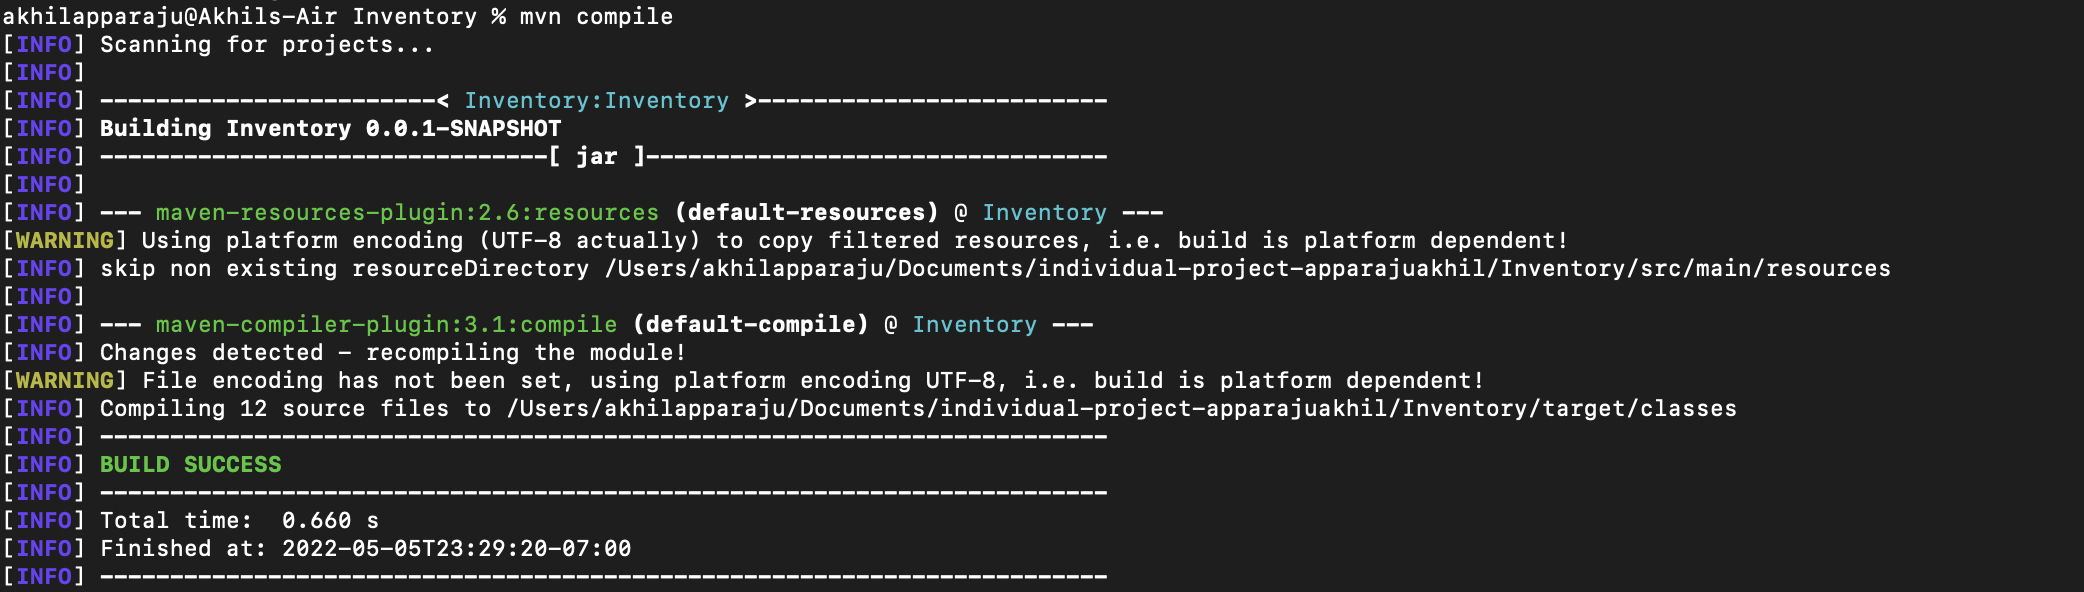 akhilapparaju@Akhils-Air Inventory % mvn compile
[INFO] Scanning for projects...
[INFO]
[INFO] ------------------------< Inventory:Inventory >-------------------------
[INFO] Building Inventory 0.0.1-SNAPSHOT
[INFO] --------------------------------[ jar ]---------------------------------
[INFO]
[INFO] --- maven-resources-plugin:2.6:resources (default-resources) @ Inventory ---
[WARNING] Using platform encoding (UTF-8 actually) to copy filtered resources, i.e. build is platform dependent!
[INFO] skip non existing resourceDirectory /Users/akhilapparaju/Documents/individual-project-apparajuakhil/Inventory/src/main/resources
[INFO]
[INFO] --- maven-compiler-plugin:3.1:compile (default-compile) @ Inventory ---
[INFO] Changes detected - recompiling the module!
[WARNING] File encoding has not been set, using platform encoding UTF-8, i.e. build is platform dependent!
[INFO] Compiling 12 source files to /Users/akhilapparaju/Documents/individual-project-apparajuakhil/Inventory/target/classes
[INFO] ------------------------------------------------------------------------
[INFO] BUILD SUCCESS
[INFO] ------------------------------------------------------------------------
[INFO] Total time:  0.660 s
[INFO] Finished at: 2022-05-05T23:29:20-07:00
[INFO] ------------------------------------------------------------------------